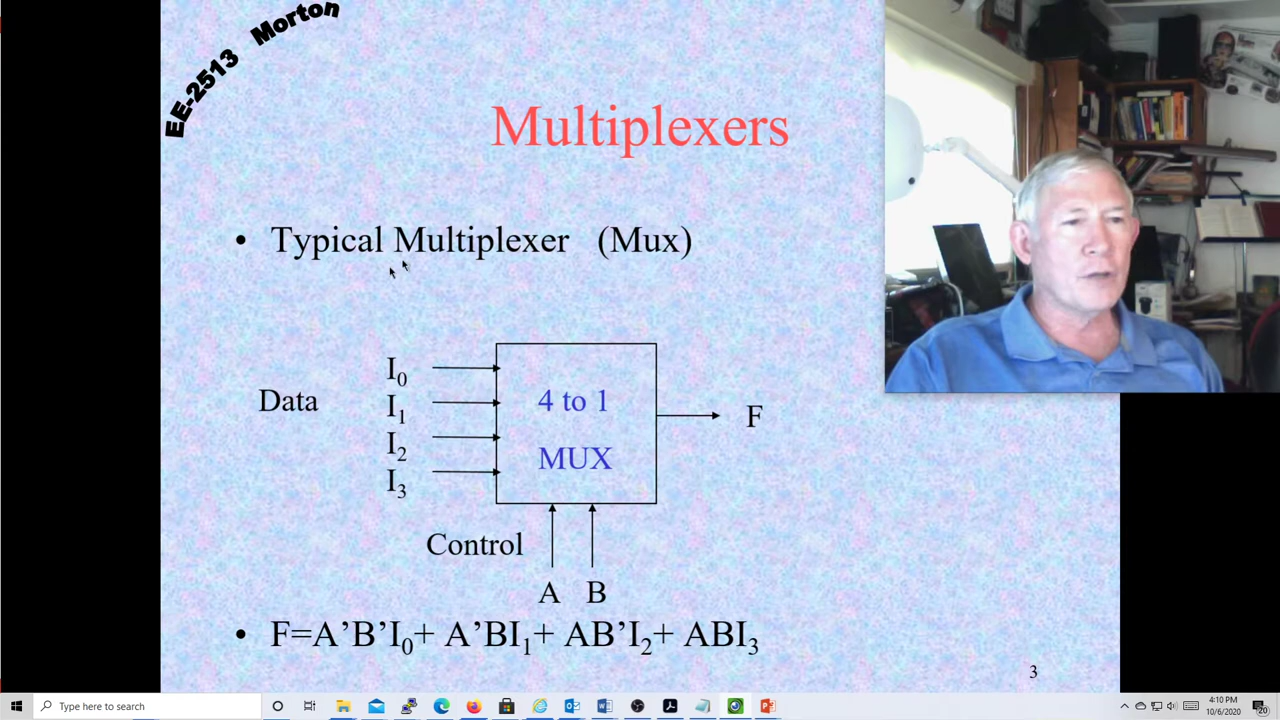 EE-2513 Morton
Multiplexers
• Typical Multiplexer (Mux)
I0
Data
I1
I2
I3
4 to 1
MUX
F
Control
A B
• F=A’B’I0+ A’BI1+ AB’I2+ ABI3
3
Type here to search
4:10 PM
10/6/2020
20